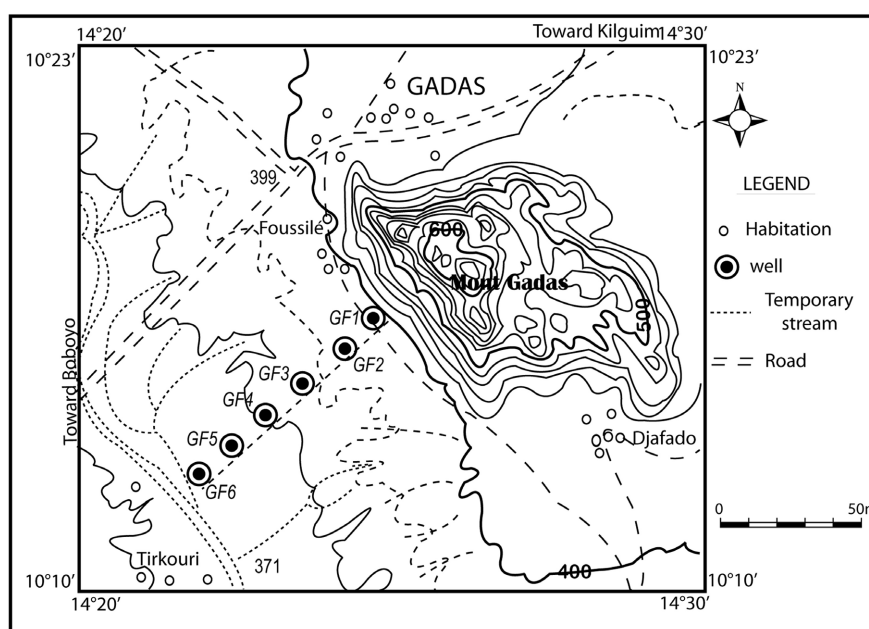 Toward Kilguim
14°20′
14°30′
10°23′
10°23′
GADAS
N
399
LEGEND
Foussilé
600
Habitation
Mont Gadas
well
GF1
500
Temporary
stream
GF2
Toward Boboyo
GF3
Road
GF4
GF5
Djafado
GF6
0
50m
Tirkouri
371
400
10°10′
10°10′
14°20′
14°30′